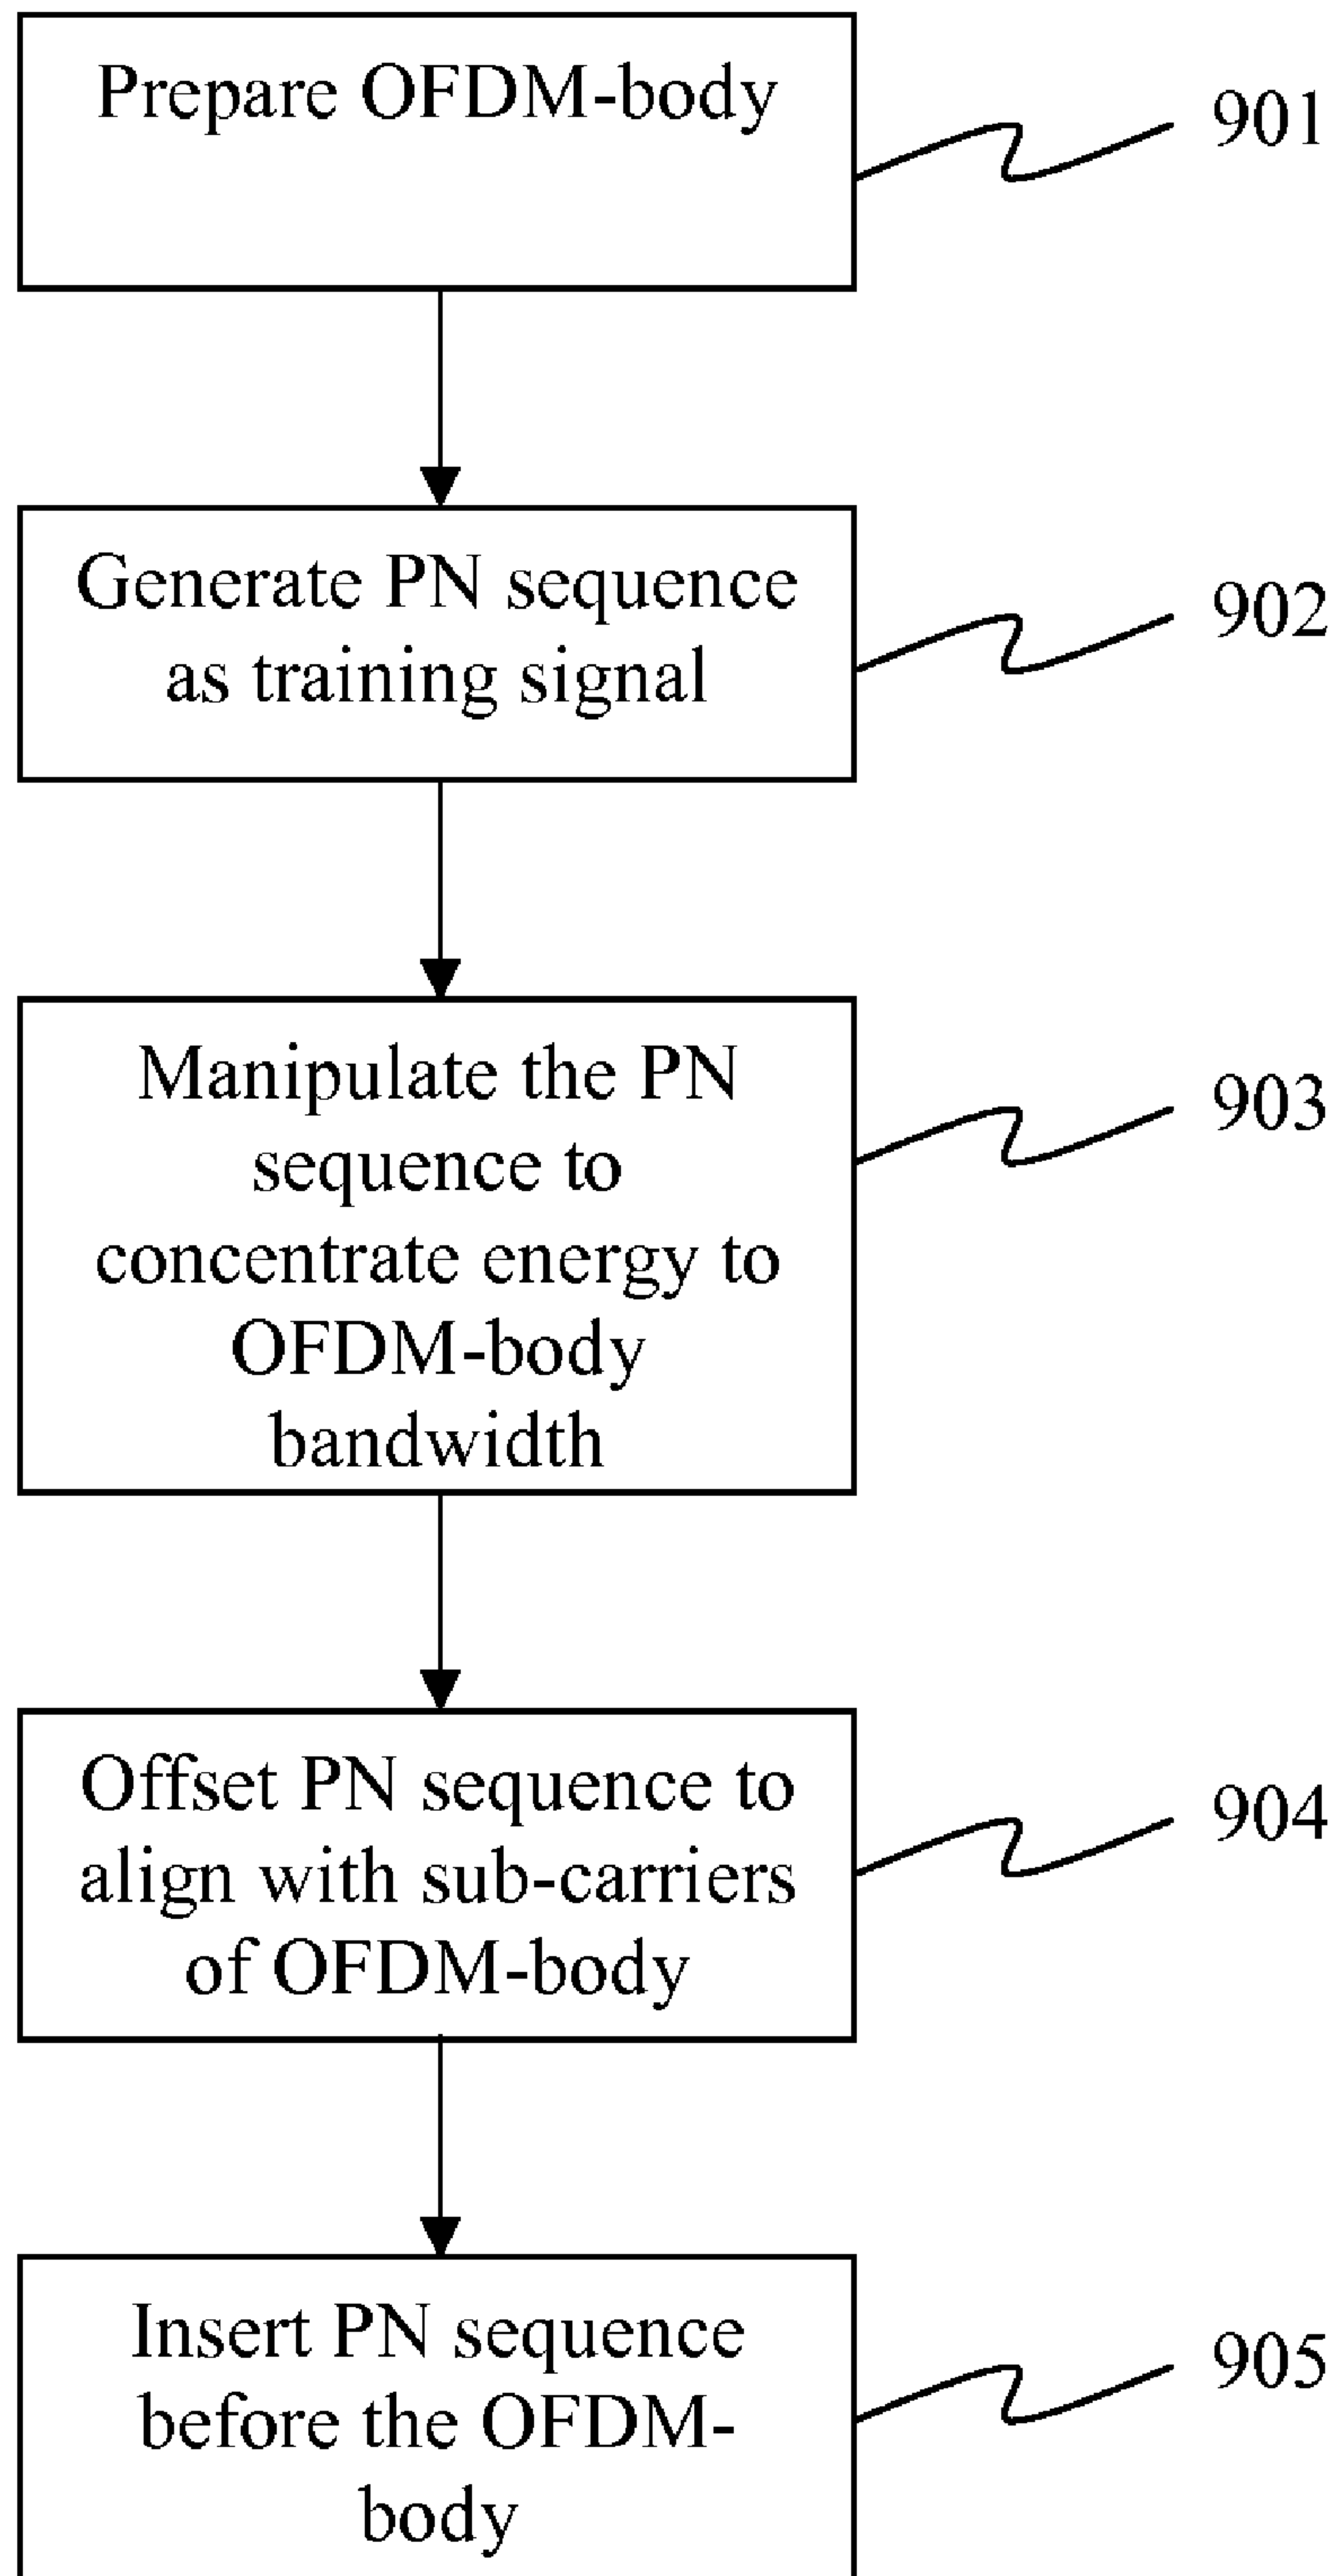 Prepare OFDM-body
901
Generate PN sequence
as training signal
902
Manipulate the PN
sequence to
concentrate energy to
OFDM-body
bandwidth
903
Offset PN sequence to
align with sub-carriers
of OFDM-body
904
Insert PN sequence
before the OFDM-
body
905